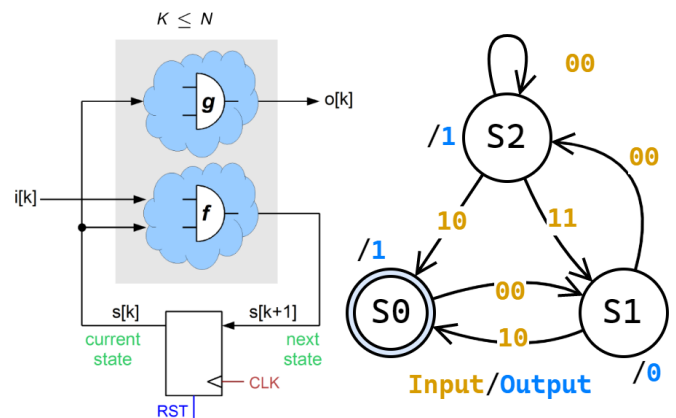 K ≤ N
g
o[k]
i[k]
f
s[k]
s[k+1]
current
state
next
state
CLK
RST
00
S2
/1
00
10
11
/1
S0
00
S1
10
/0
Input/Output